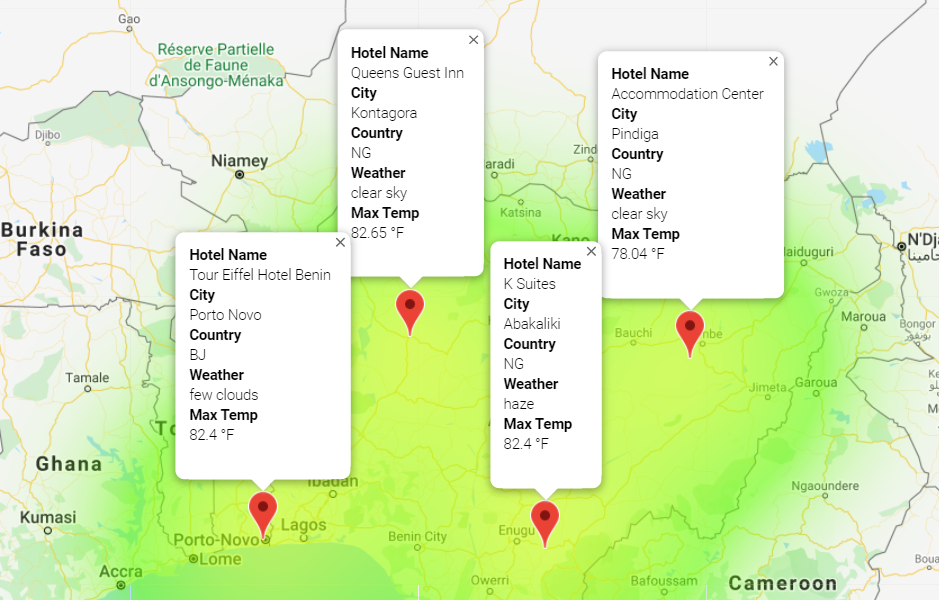 Gao
Réserve Partielle
de Faune
d'Ansongo-Ménaka
Djibo
Niamey
Burkina
Faso
Tamale
Ghana
Kumasi
Accra
Hotel Name
Queens Guest Inn
City
Kontagora
Country
NG
Weather
clear sky
Max Temp
82.65 °F
Hotel Name
Accommodation Center
City
Pindiga
Country
NG
Weather
clear sky
Max Temp
78.04 °F
Hotel Name
Tour Eiffel Hotel Benin
City
Porto Novo
Country
BJ
Weather
few clouds
Max Temp
82.4 °F
Hotel Name
K Suites
City
Abakaliki
Country
NG
Weather
haze
Max Temp
82.4 °F
Katsina
Kano
Bauchi
Gwoza
Maroua
Jimeta
Garoua
Ngaoundere
Ibadan
Lagos
Porto-Novo
Lome
Benin City
Enugu
Owerri
Bafoussam
Cameroon